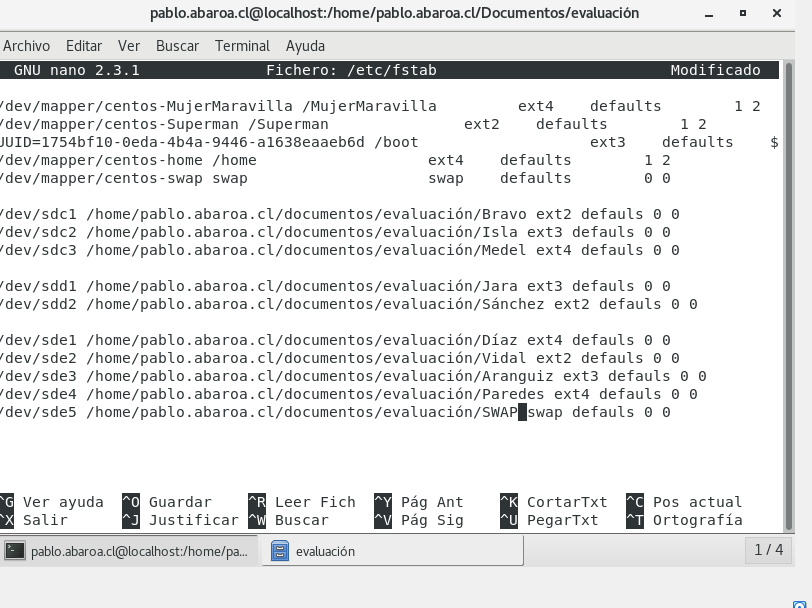 pablo.abaroa.cl@localhost:/home/pablo.abaroa.cl/Documentos/evaluación
Archivo Editar Ver Buscar Terminal Ayuda
GNU nano 2.3.1 Fichero: /etc/fstab Modificado
/dev/mapper/centos-MujerMaravilla /MujerMaravilla ext4 defaults 1 2
/dev/mapper/centos-Superman /Superman ext2 defaults 1 2
UUID=1754bf10-0eda-4b4a-9446-a1638eaaeb6d /boot ext3 defaults $
/dev/mapper/centos-home /home ext4 defaults 1 2
/dev/mapper/centos-swap swap swap defaults 0 0
/dev/sdc1 /home/pablo.abaroa.cl/documentos/evaluación/Bravo ext2 defauls 0 0
/dev/sdc2 /home/pablo.abaroa.cl/documentos/evaluación/Isla ext3 defauls 0 0
/dev/sdc3 /home/pablo.abaroa.cl/documentos/evaluación/Medel ext4 defauls 0 0
/dev/sdd1 /home/pablo.abaroa.cl/documentos/evaluación/Jara ext3 defauls 0 0
/dev/sdd2 /home/pablo.abaroa.cl/documentos/evaluación/Sánchez ext2 defauls 0 0
/dev/sde1 /home/pablo.abaroa.cl/documentos/evaluación/Díaz ext4 defauls 0 0
/dev/sde2 /home/pablo.abaroa.cl/documentos/evaluación/Vidal ext2 defauls 0 0
/dev/sde3 /home/pablo.abaroa.cl/documentos/evaluación/Aranguiz ext3 defauls 0 0
/dev/sde4 /home/pablo.abaroa.cl/documentos/evaluación/Paredes ext4 defauls 0 0
/dev/sde5 /home/pablo.abaroa.cl/documentos/evaluación/SWAP swap defauls 0 0
^G Ver ayuda ^O Guardar ^R Leer Fich ^Y Pág Ant ^K CortarTxt ^C Pos actual
^X Salir ^J Justificar ^W Buscar ^V Pág Sig ^U PegarTxt ^T Ortografía
pablo.abaroa.cl@localhost:/home/pa... evaluación 1 / 4